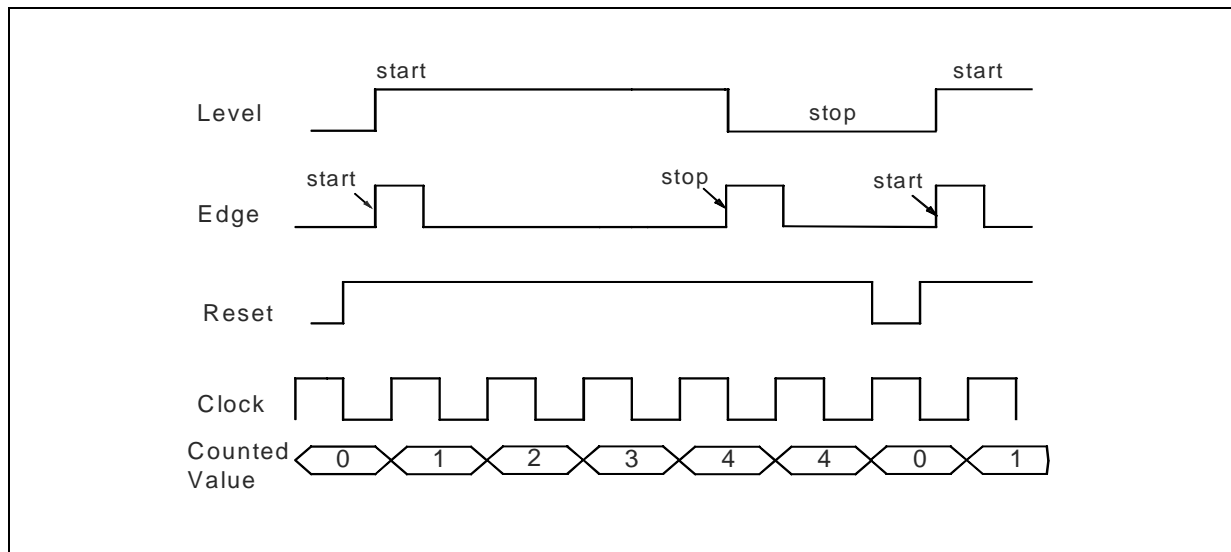 start start
Level stop
start stop start
Edge
Reset
Clock
Counted
Value
0 1 2 3 4 4 0 1